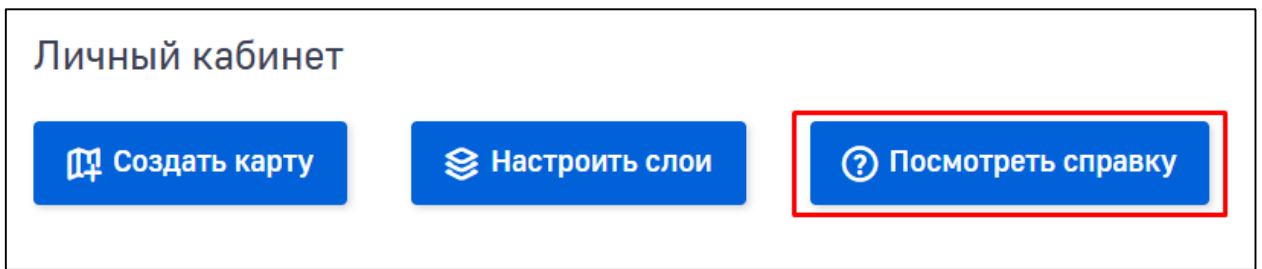 Личный кабинет
Создать карту
Настроить слои
Посмотреть справку